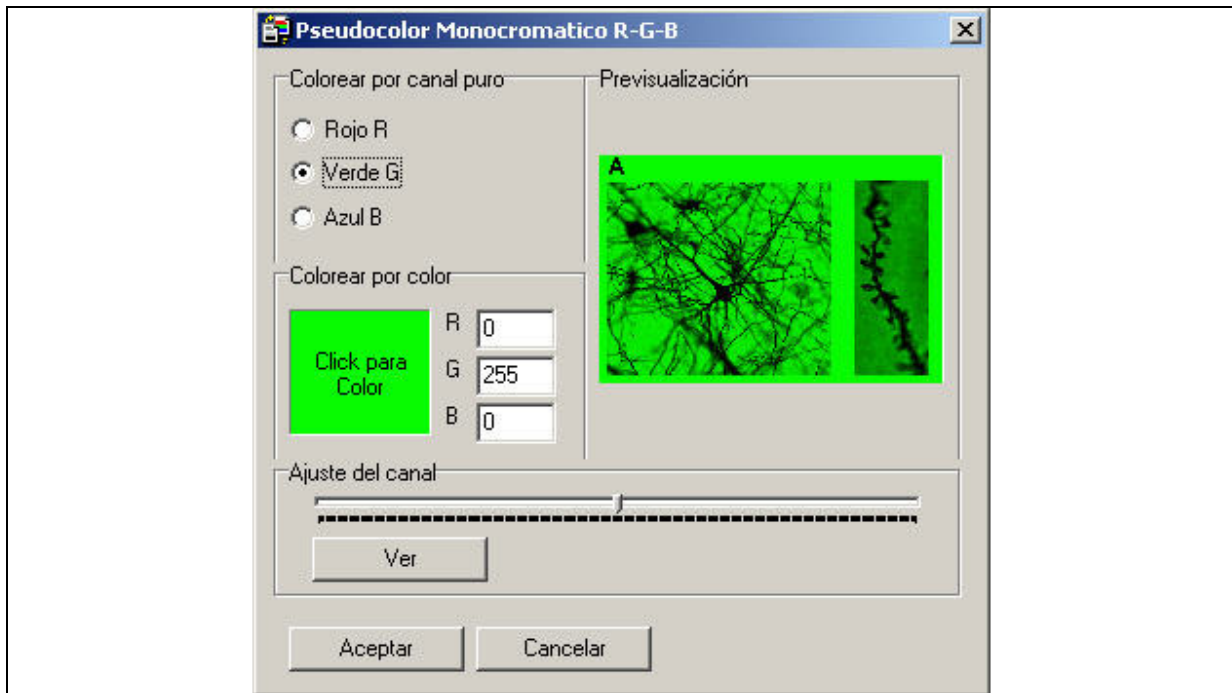 Pseudocolor Monocromatico R-G-B
Colorear por canal puro
Rojo R
Verde G
Azul B
Previsualización
A
Colorear por color
Click para
Color
R 0
G 255
B 0
Ajuste del canal
Ver
Aceptar
Cancelar